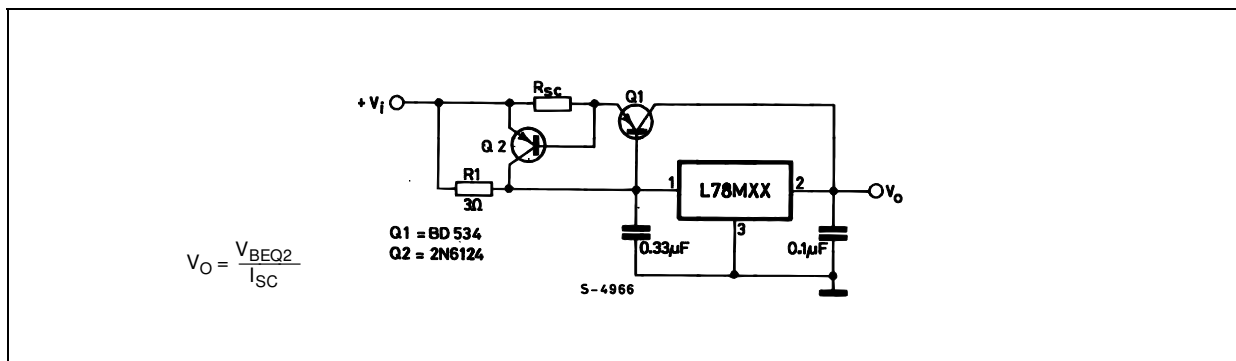 Rsc
Q1
+ Vi
Q 2
R1
3Ω
1
L78MXX
2
Vo
3
Q1 = BD 534
Q2 = 2N6124
0.33µF
0.1µF
VO = VBEQ2 / ISC
S-4966